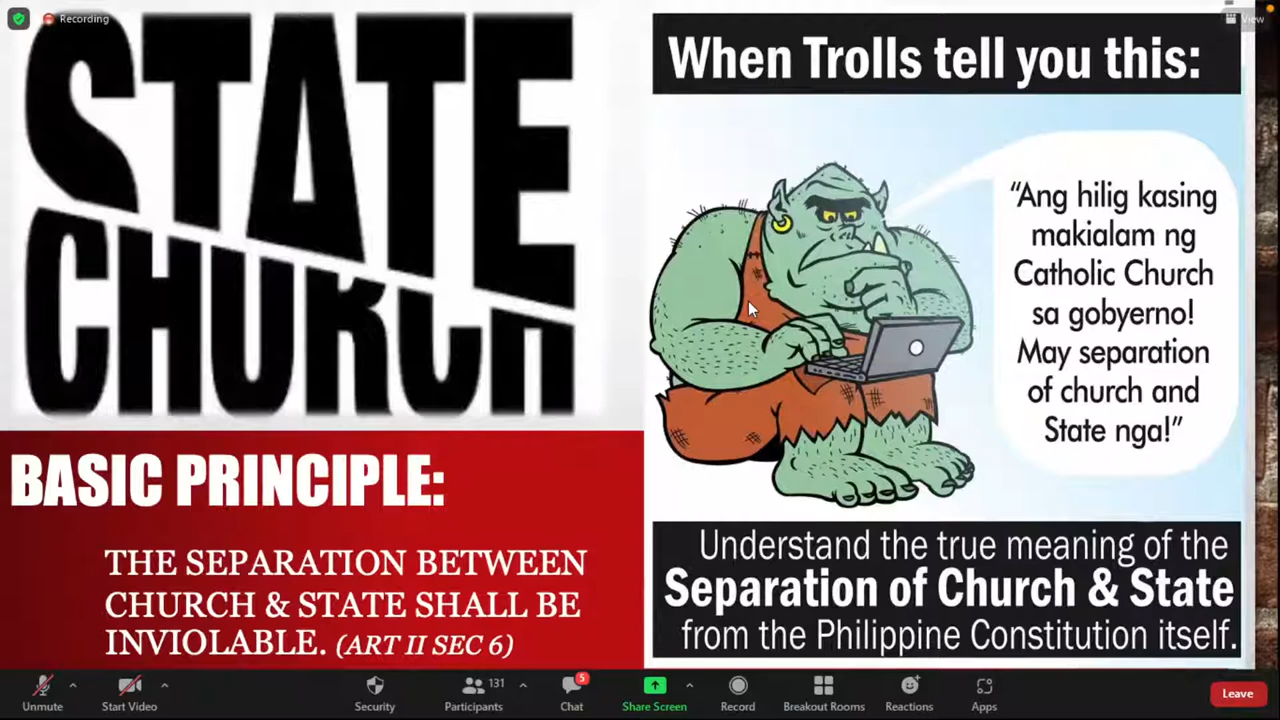 Recording
View
STATE
CHURCH
BASIC PRINCIPLE:
THE SEPARATION BETWEEN
CHURCH & STATE SHALL BE
INVIOLABLE. (ART II SEC 6)
When Trolls tell you this:
“Ang hilig kasing
makialam ng
Catholic Church
sa gobyerno!
May separation
of church and
State nga!”
Understand the true meaning of the
Separation of Church & State
from the Philippine Constitution itself.
Unmute
Start Video
Security
131
Participants
5
Chat
Share Screen
Record
Breakout Rooms
Reactions
Apps
Leave